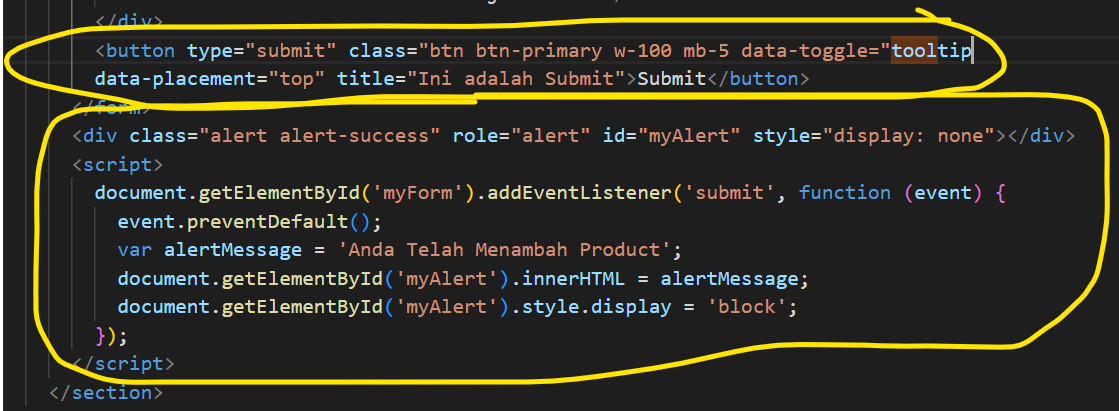 </div>
<button type="submit" class="btn btn-primary w-100 mb-5 data-toggle="tooltip
data-placement="top" title="Ini adalah Submit">Submit</button>
</form>
<div class="alert alert-success" role="alert" id="myAlert" style="display: none"></div>
<script>
document.getElementById('myForm').addEventListener('submit', function (event) {
event.preventDefault();
var alertMessage = 'Anda Telah Menambah Product';
document.getElementById('myAlert').innerHTML = alertMessage;
document.getElementById('myAlert').style.display = 'block';
});
</script>
</section>